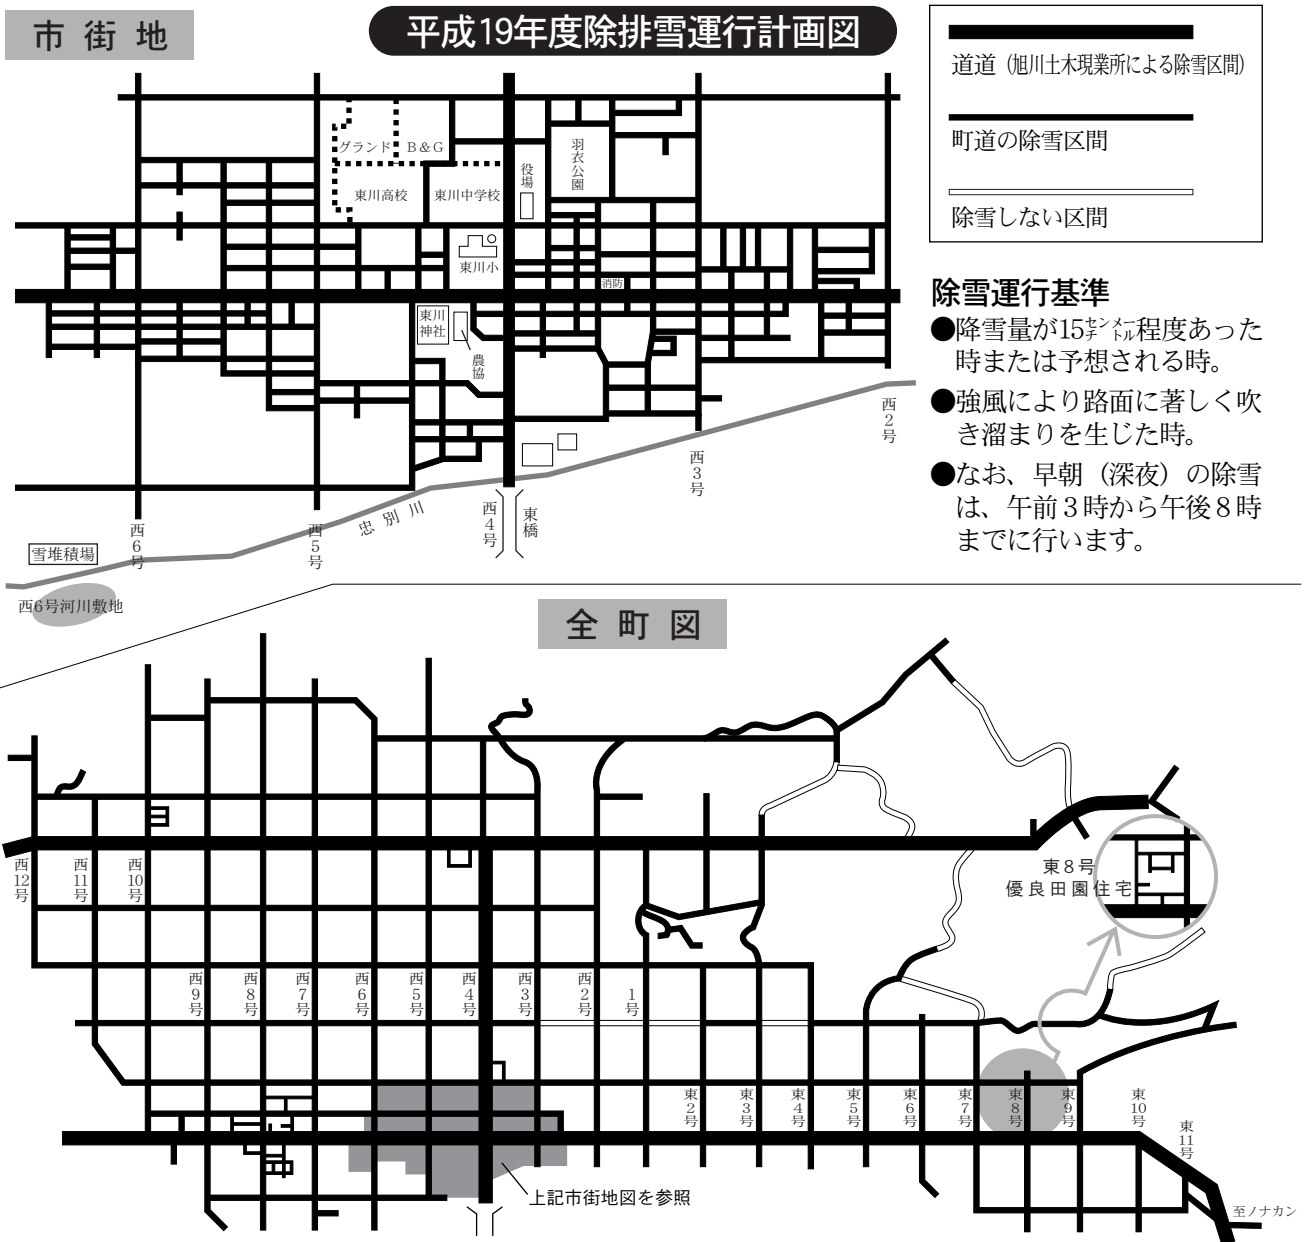 市街地
平成19年度除排雪運行計画図
道道（旭川土木現業所による除雪区間）
町道の除雪区間
除雪しない区間
グランド
B＆G
羽衣公園
役場
東川高校
東川中学校
東川小
消防
東川
神社
農協
除雪運行基準
●降雪量が15センチメートル程度あった
時または予想される時。
●強風により路面に著しく吹
き溜まりを生じた時。
●なお、早朝（深夜）の除雪
は、午前３時から午後８時
までに行います。
西２号
西３号
西４号
東橋
忠別川
西５号
西６号
雪堆積場
西6号河川敷地
全町図
西12号
西11号
西10号
東８号
優良田園住宅
西９号
西８号
西７号
西６号
西５号
西４号
西３号
西２号
１号
東２号
東３号
東４号
東５号
東６号
東７号
東８号
東９号
東10号
東11号
上記市街地図を参照
至ノナカン